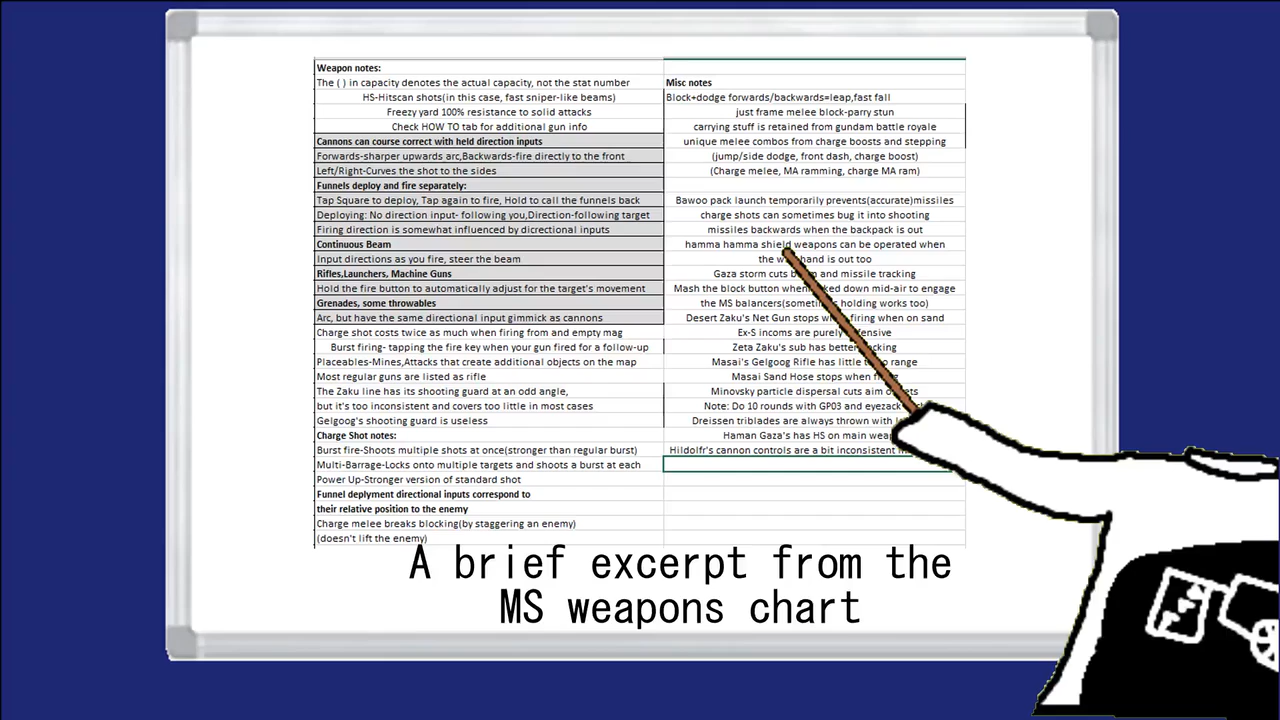 Weapon notes:
The ( ) in capacity denotes the actual capacity, not the stat number
HS-Hitscan shots(in this case, fast sniper-like beams)
Freezy yard 100% resistance to solid attacks
Check HOW TO tab for additional gun info
Cannons can course correct with held direction inputs
Forwards-sharper upwards arc,Backwards-fire directly to the front
Left/Right-Curves the shot to the sides
Funnels deploy and fire separately:
Tap Square to deploy, Tap again to fire, Hold to call the funnels back
Deploying: No direction input- following you,Direction-following target
Firing direction is somewhat influenced by dicrectional inputs
Continuous Beam
Input directions as you fire, steer the beam
Rifles,Launchers, Machine Guns
Hold the fire button to automatically adjust for the target's movement
Grenades, some throwables
Arc, but have the same directional input gimmick as cannons
Charge shot costs twice as much when firing from and empty mag
Burst firing- tapping the fire key when your gun fired for a follow-up
Placeables-Mines,Attacks that create additional objects on the map
Most regular guns are listed as rifle
The Zaku line has its shooting guard at an odd angle,
but it's too inconsistent and covers too little in most cases
Gelgoog's shooting guard is useless
Charge Shot notes:
Burst fire-Shoots multiple shots at once(stronger than regular burst)
Multi-Barrage-Locks onto multiple targets and shoots a burst at each
Power Up-Stronger version of standard shot
Funnel deplyment directional inputs correspond to
their relative position to the enemy
Charge melee breaks blocking(by staggering an enemy)
(doesn't lift the enemy)
Misc notes
Block+dodge forwards/backwards=leap,fast fall
just frame melee block-parry stun
carrying stuff is retained from gundam battle royale
unique melee combos from charge boosts and stepping
(jump/side dodge, front dash, charge boost)
(Charge melee, MA ramming, charge MA ram)
Bawoo pack launch temporarily prevents(accurate)missiles
charge shots can sometimes bug it into shooting
missiles backwards when the backpack is out
hamma hamma shield weapons can be operated when
the hand is out too
Gaza storm cuts and missile tracking
Mash the block button when down mid-air to engage
the MS balancers( holding works too)
Desert Zaku's Net Gun stops firing when on sand
Ex-S incoms are purely
Zeta Zaku's sub has better
Masai's Gelgoog Rifle has little range
Masai Sand Hose stops when
Minovsky particle dispersal cuts aim
Note: Do 10 rounds with GP03 and eyezack
Dreissen triblades are always thrown with
Haman Gaza's has HS on main
Hildolfr's cannon controls are a bit inconsistent
A brief excerpt from the
MS weapons chart